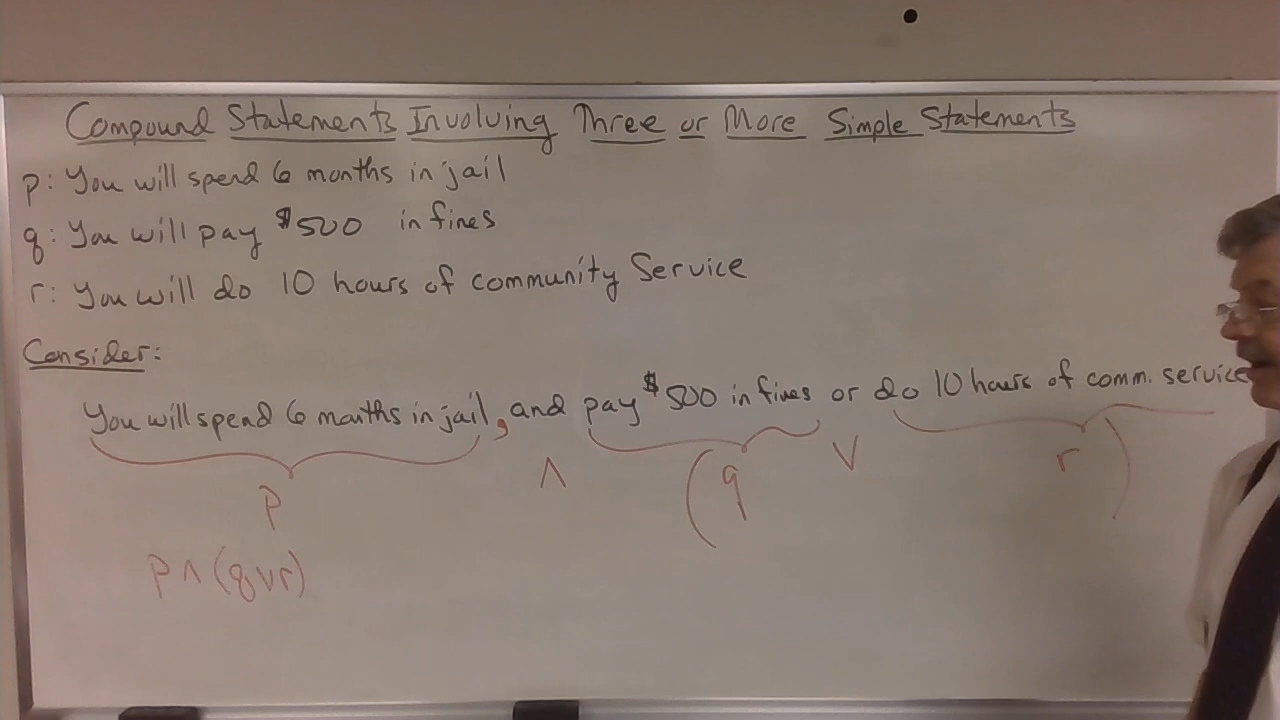 Compound Statements Involving Three or More Simple Statements
p: You will spend 6 months in jail
q: You will pay $500 in fines
r: You will do 10 hours of community Service
Consider:
You will spend 6 months in jail, and pay $500 in fines or do 10 hours of comm. service
p ∧ (q ∨ r)
p ∧ (q ∨ r)